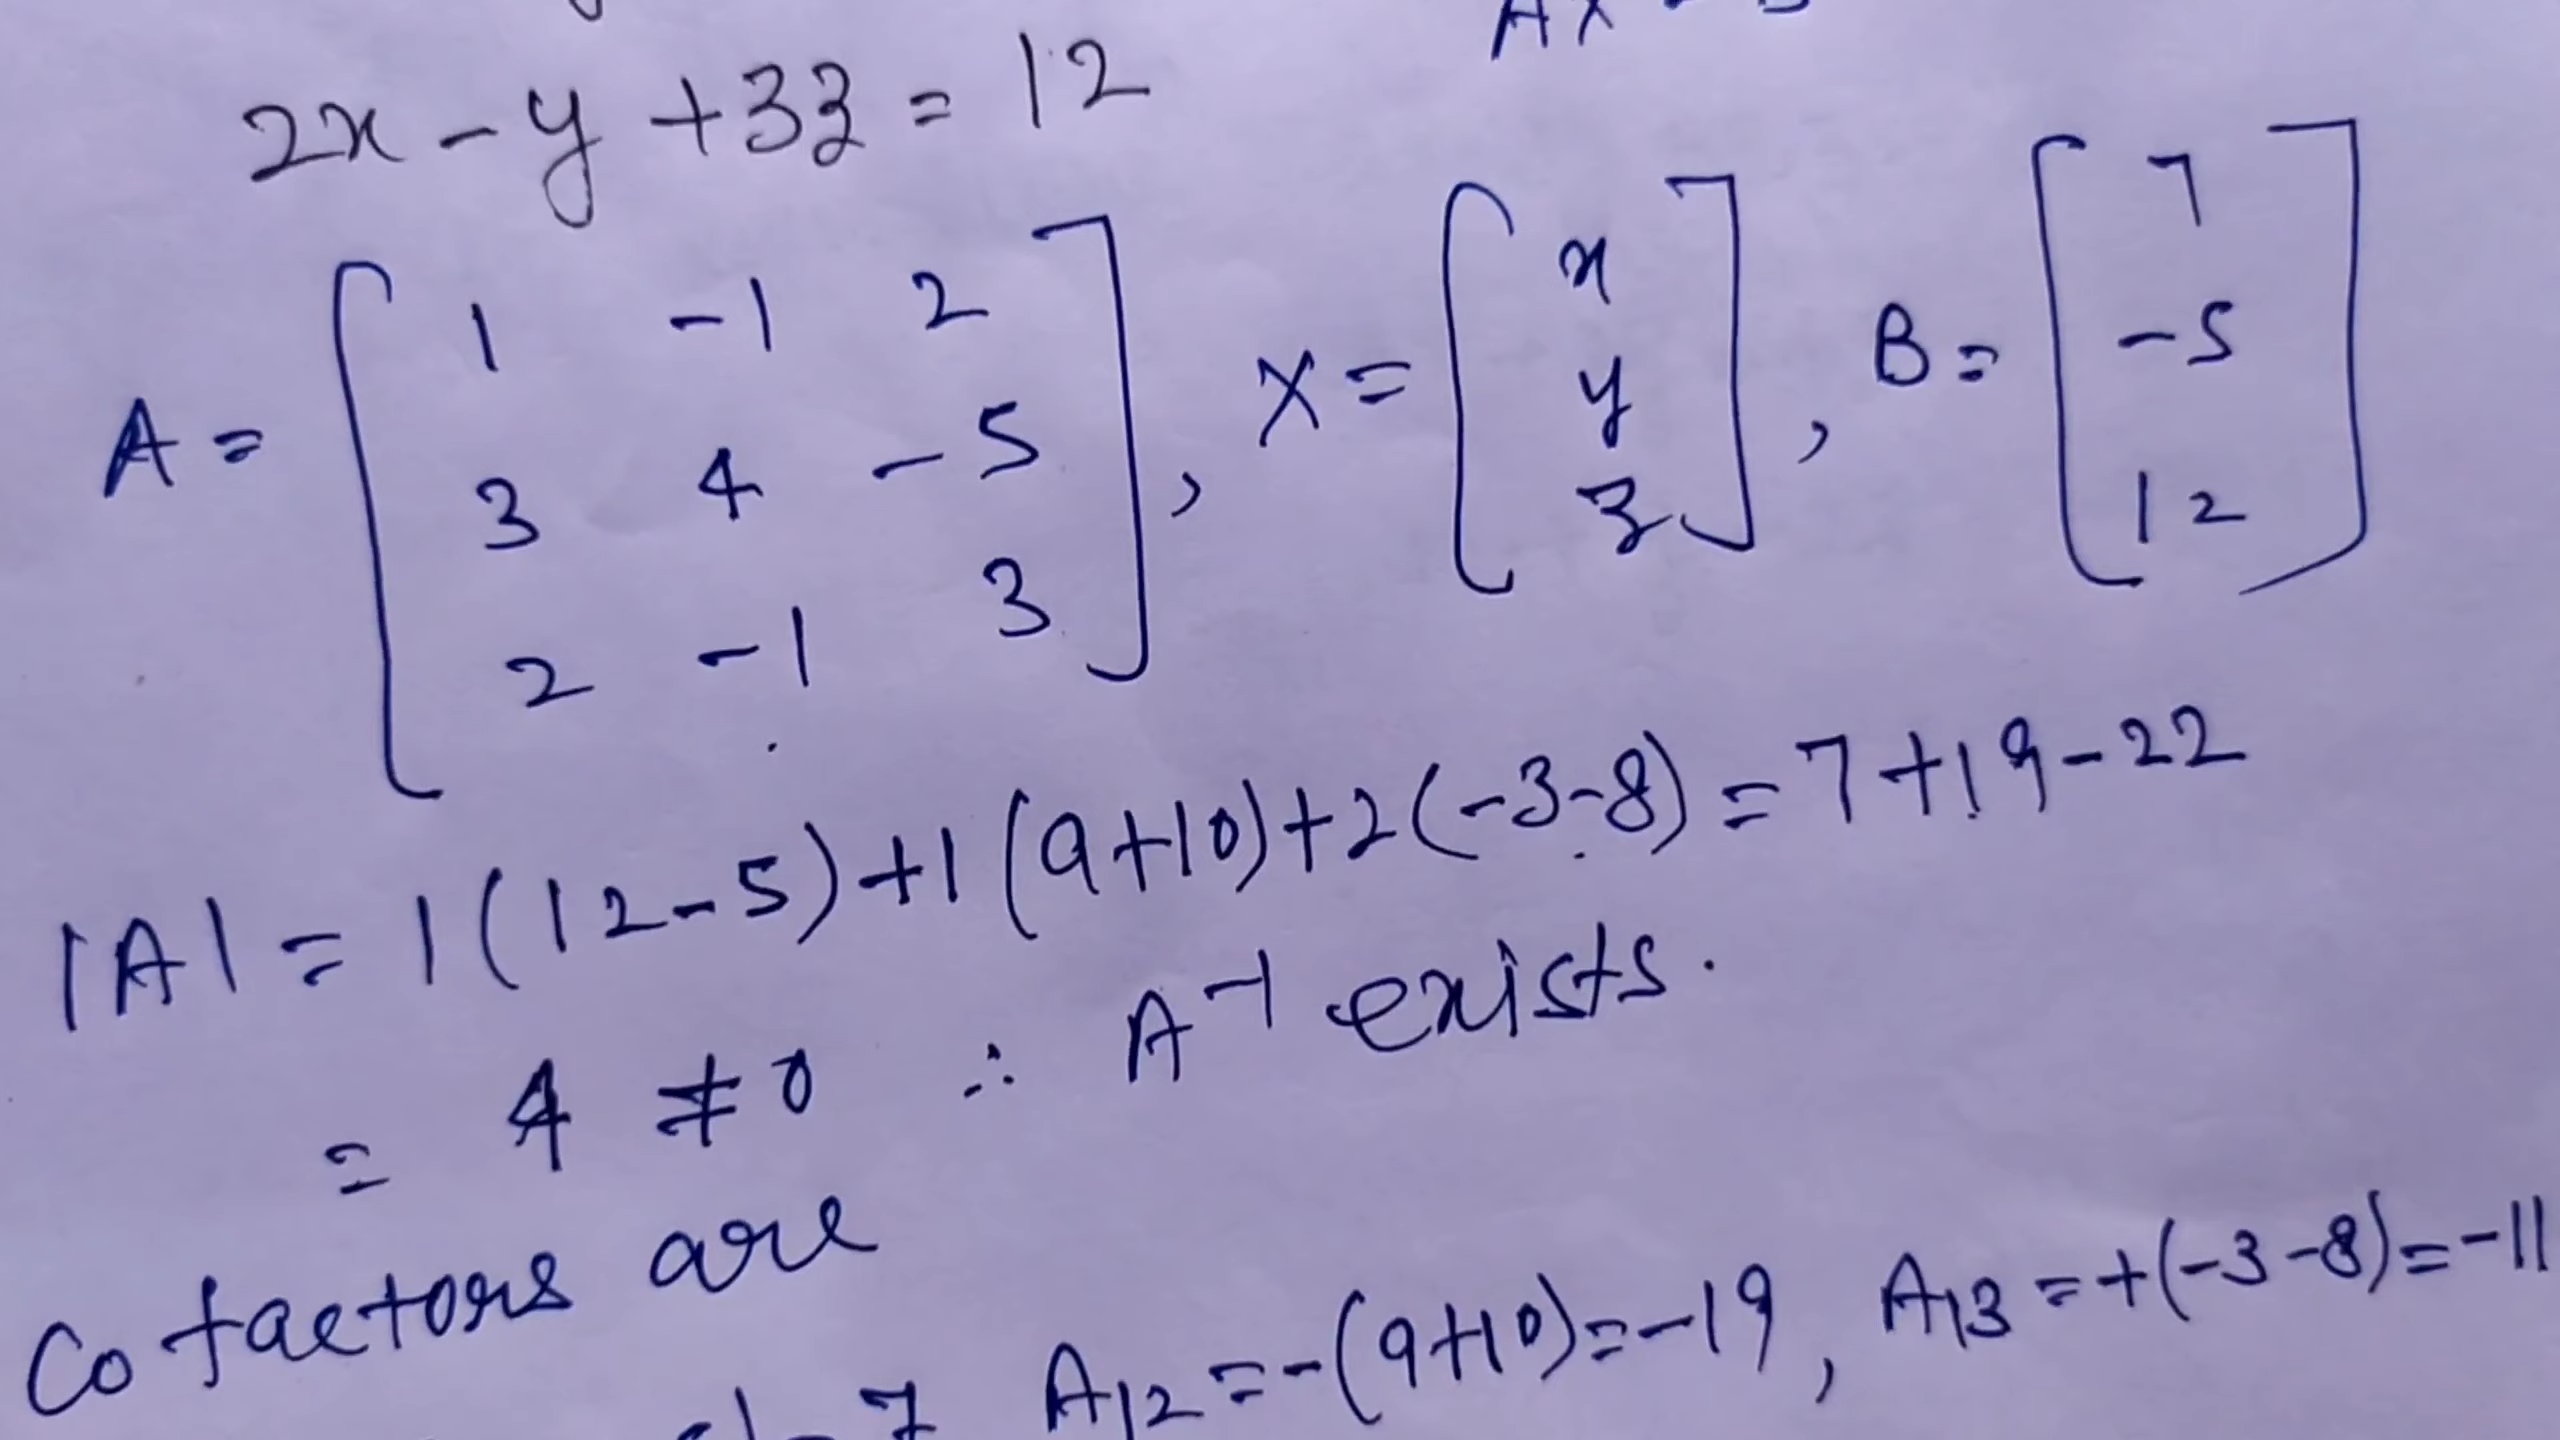 2x - y + 3z = 12
A = [ 1 -1 2
3 4 -5
2 -1 3 ] , X = [ x
y
z ] , B = [ 7
-5
12 ]
|A| = 1(12-5)+1(9+10)+2(-3-8) = 7+19-22
= 4 ≠ 0 ∴ A⁻¹ exists.
Cofactors are
A₁₂ = -(9+10) = -19, A₁₃ = +(-3-8) = -11